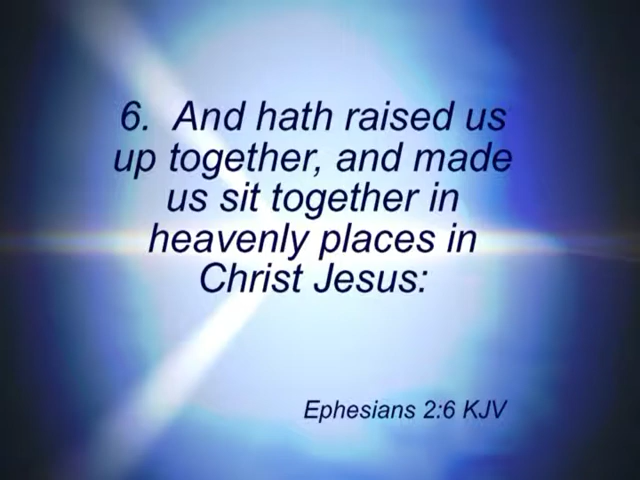 6.  And hath raised us
up together, and made
us sit together in
heavenly places in
Christ Jesus:
Ephesians 2:6 KJV